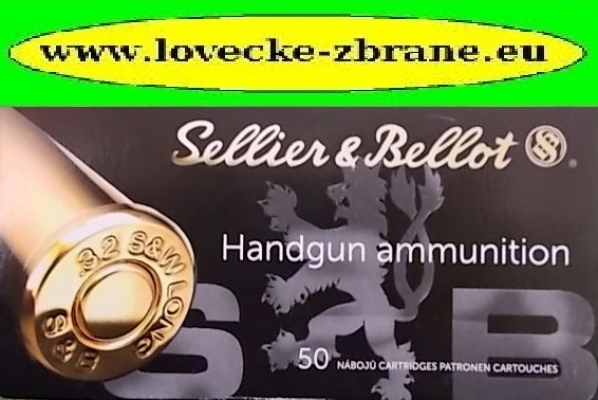 www.lovecke-zbrane.eu
Sellier & Bellot S&B ®
Handgun ammunition
.32 S&W LONG
S&B
S B
50 NÁBOJŮ CARTRIDGES PATRONEN CARTOUCHES